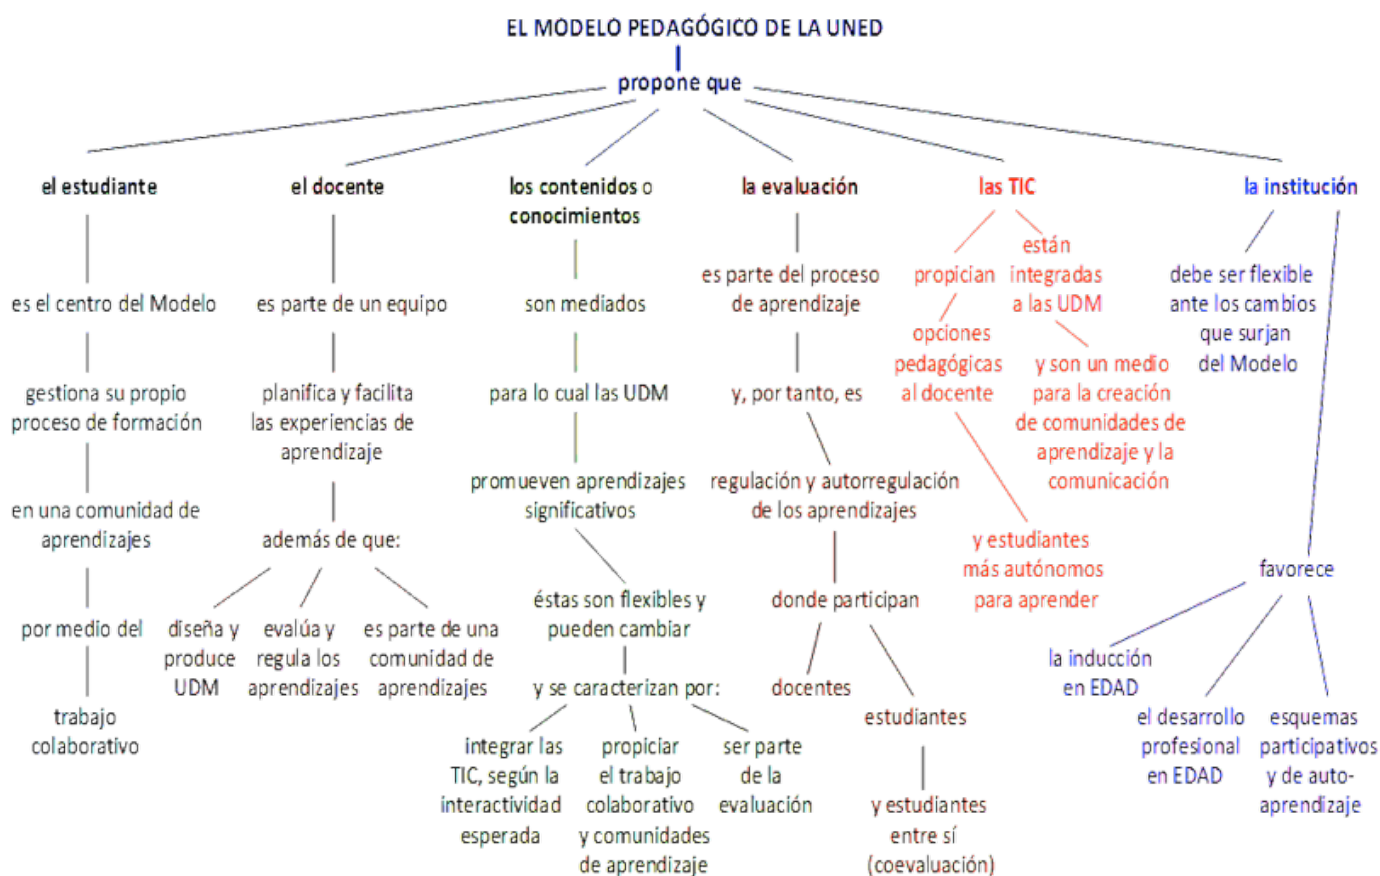 EL MODELO PEDAGÓGICO DE LA UNED
propone que
el estudiante
es el centro del Modelo
gestiona su propio
proceso de formación
en una comunidad de
aprendizajes
por medio del
trabajo
colaborativo
el docente
es parte de un equipo
planifica y facilita
las experiencias de
aprendizaje
además de que:
diseña y
produce
UDM
evalúa y
regula los
aprendizajes
es parte de una
comunidad de
aprendizajes
los contenidos o
conocimientos
son mediados
para lo cual las UDM
promueven aprendizajes
significativos
éstas son flexibles y
pueden cambiar
y se caracterizan por:
integrar las
TIC, según la
interactividad
esperada
propiciar
el trabajo
colaborativo
y comunidades
de aprendizaje
ser parte
de la
evaluación
la evaluación
es parte del proceso
de aprendizaje
y, por tanto, es
regulación y autorregulación
de los aprendizajes
donde participan
docentes
estudiantes
y estudiantes
entre sí
(coevaluación)
las TIC
propician
opciones
pedagógicas
al docente
y estudiantes
más autónomos
para aprender
están
integradas
a las UDM
y son un medio
para la creación
de comunidades de
aprendizaje y la
comunicación
la institución
debe ser flexible
ante los cambios
que surjan
del Modelo
favorece
la inducción
en EDAD
el desarrollo
profesional
en EDAD
esquemas
participativos
y de auto-
aprendizaje